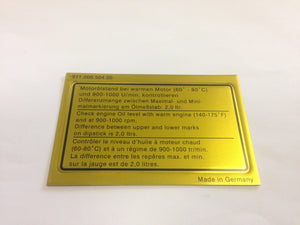 911.006.504.00
Motorölstand bei warmen Motor (60° - 80°C)
und 900-1000 U/min. kontrollieren
Differenzmenge zwischen Maximal- und Mini-
malmarkierung am Ölmeßstab: 2,0 ltr.
Check engine Oil level with warm engine (140-175°C)
and at 900-1000 rpm.
Difference between upper and lower marks
on dipstick is 2,0 ltr.
Contrôler le niveau d'huile à moteur chaud
(60-80°C) et à un régime de 900-1000 tr/min.
La différence entre les repères max. et min.
sur la jauge est de 2,0 litres.
Made in Germany